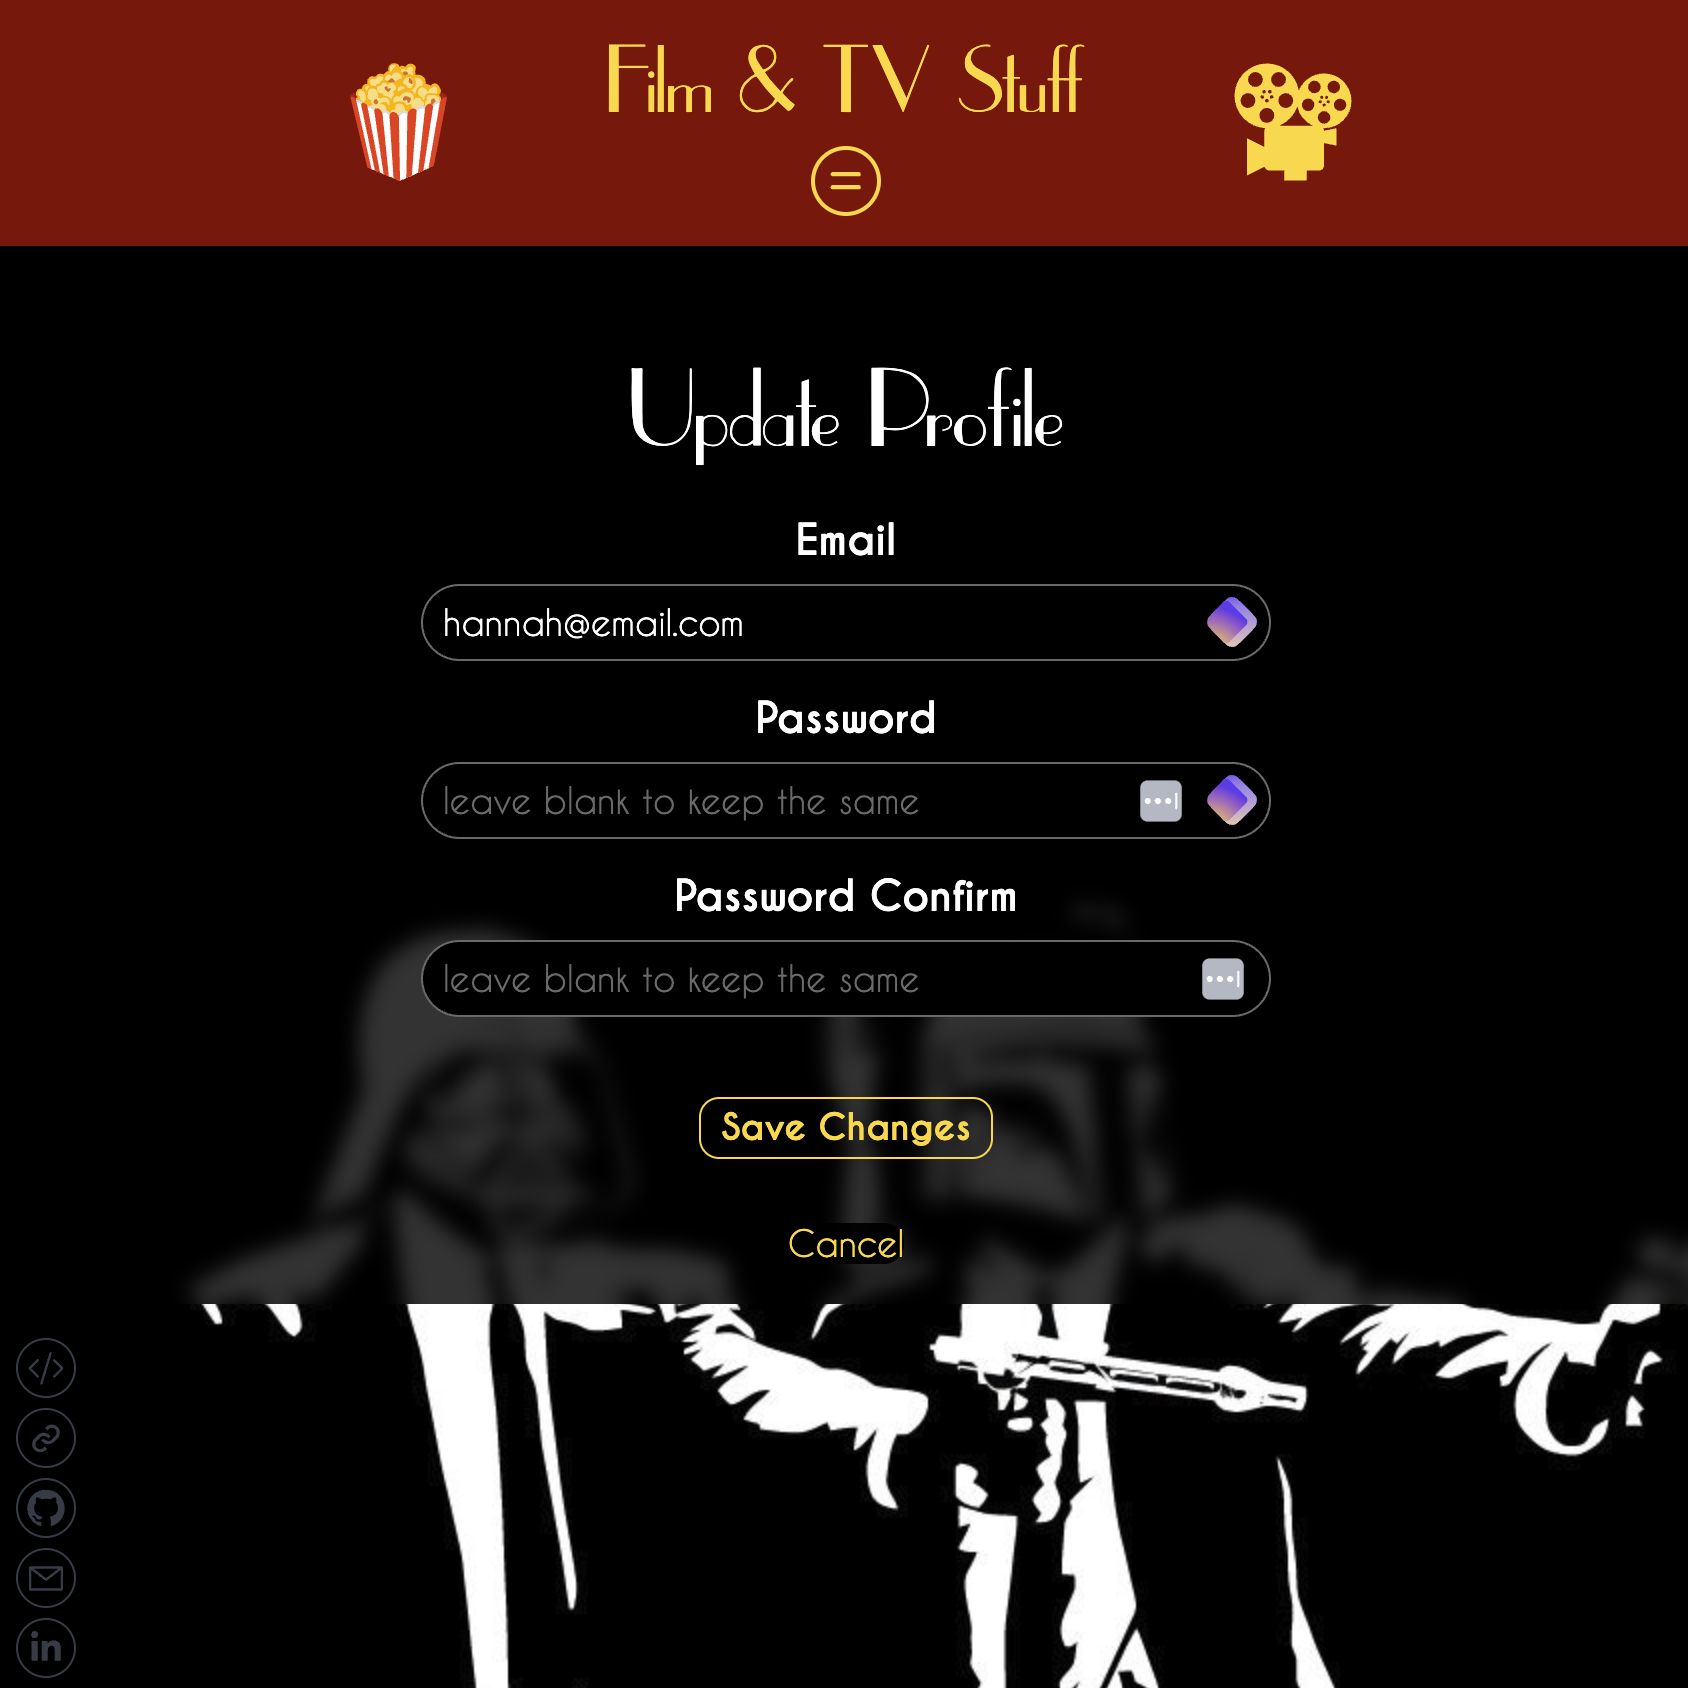 Film & TV Stuff
Update Profile
Email
hannah@email.com
Password
leave blank to keep the same
Password Confirm
leave blank to keep the same
Save Changes
Cancel
</>
in